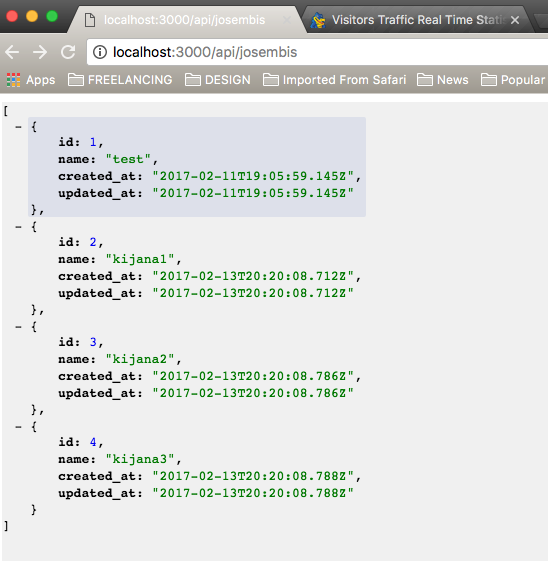 localhost:3000/api/josembis
Visitors Traffic Real Time Stati
localhost:3000/api/josembis
Apps FREELANCING DESIGN Imported From Safari News Popular
[
- {
id: 1,
name: "test",
created_at: "2017-02-11T19:05:59.145Z",
updated_at: "2017-02-11T19:05:59.145Z"
},
- {
id: 2,
name: "kijana1",
created_at: "2017-02-13T20:20:08.712Z",
updated_at: "2017-02-13T20:20:08.712Z"
},
- {
id: 3,
name: "kijana2",
created_at: "2017-02-13T20:20:08.786Z",
updated_at: "2017-02-13T20:20:08.786Z"
},
- {
id: 4,
name: "kijana3",
created_at: "2017-02-13T20:20:08.788Z",
updated_at: "2017-02-13T20:20:08.788Z"
}
]